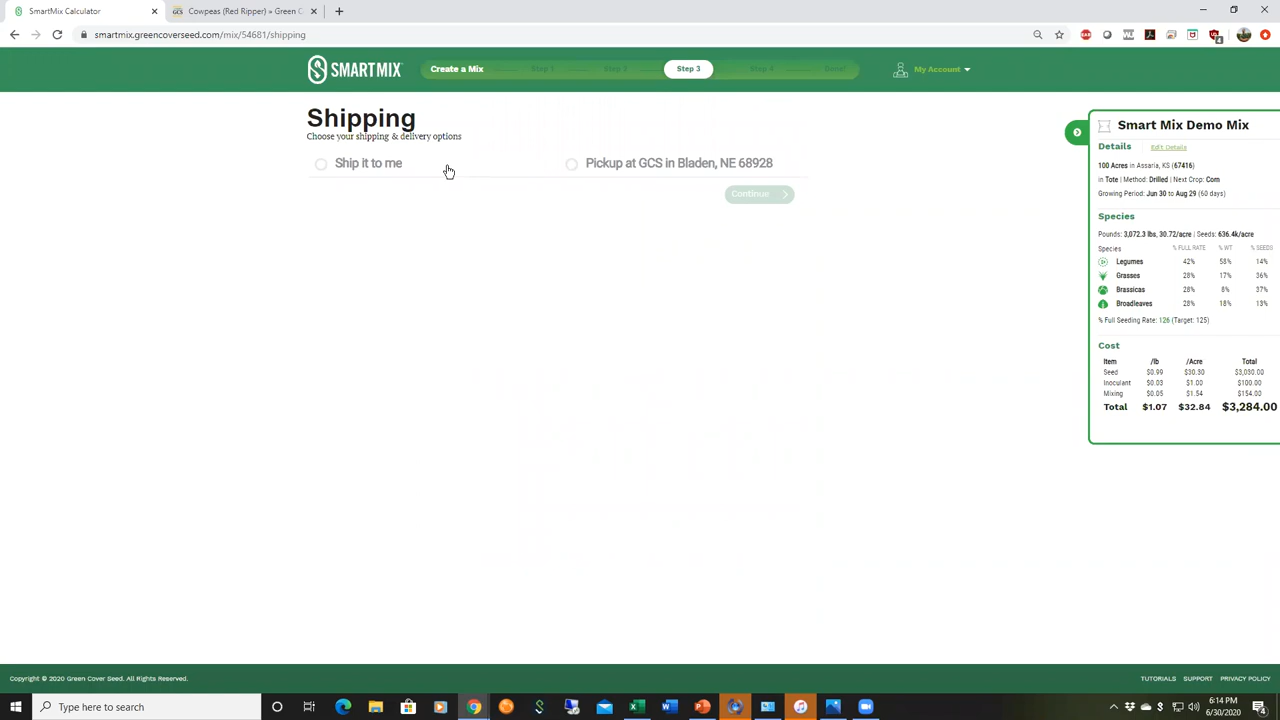 SmartMix Calculator
GCS Cowpeas (Red Ripper) » Green C
smartmix.greencoverseed.com/mix/54681/shipping
SMARTMIX
Create a Mix
Step 1
Step 2
Step 3
Step 4
Done!
My Account
Shipping
Choose your shipping & delivery options
Ship it to me
Pickup at GCS in Bladen, NE 68928
Continue
Smart Mix Demo Mix
Details Edit Details
100 Acres in Assaria, KS (67416)
in Tote | Method: Drilled | Next Crop: Corn
Growing Period: Jun 30 to Aug 29 (60 days)
Species
Pounds: 3,072.3 lbs, 30.72/acre | Seeds: 636.4k/acre
Species % FULL RATE % WT % SEEDS
Legumes 42% 58% 14%
Grasses 28% 17% 36%
Brassicas 28% 8% 37%
Broadleaves 28% 18% 13%
% Full Seeding Rate: 126 (Target: 125)
Cost
Item /lb /Acre Total
Seed $0.99 $30.30 $3,030.00
Inoculant $0.03 $1.00 $100.00
Mixing $0.05 $1.54 $154.00
Total $1.07 $32.84 $3,284.00
Copyright © 2020 Green Cover Seed. All Rights Reserved.
TUTORIALS SUPPORT PRIVACY POLICY
Type here to search
6:14 PM
6/30/2020